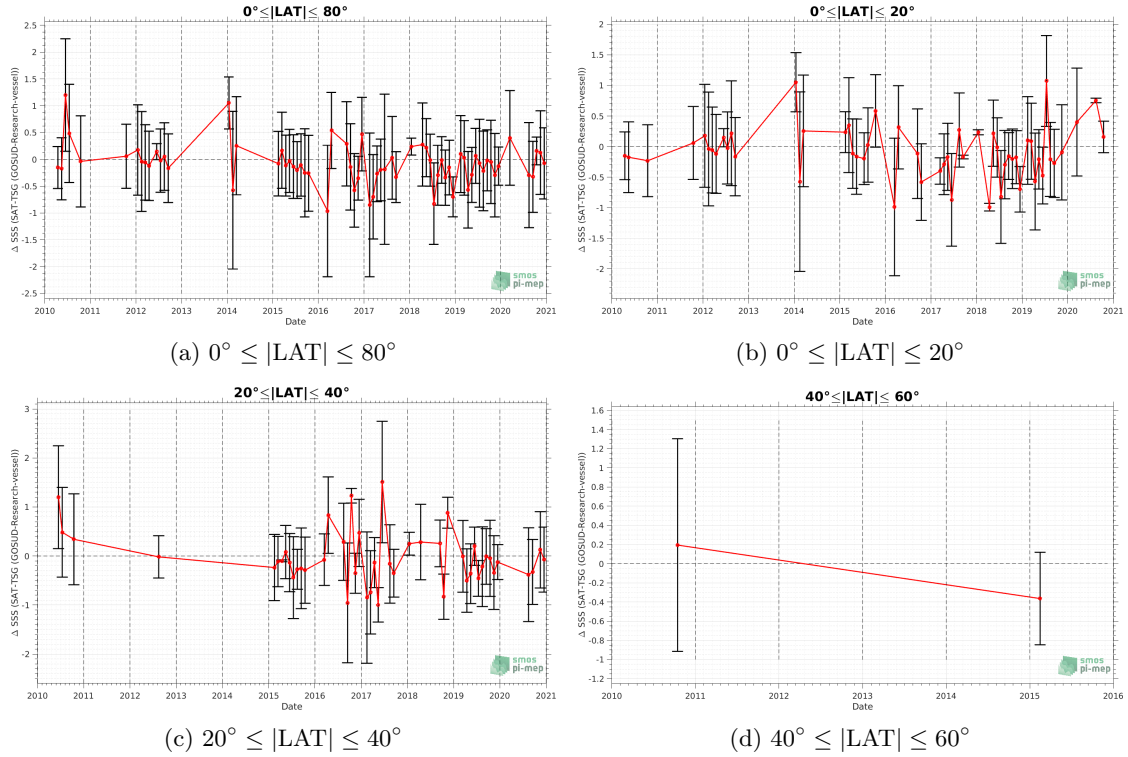 0°≤|LAT|≤ 80°
Δ SSS (SAT-TSG (GOSUD-Research-vessel))
2.5
2
1.5
1
0.5
0
-0.5
-1
-1.5
-2
-2.5
2010 2011 2012 2013 2014 2015 2016 2017 2018 2019 2020 2021
Date
smos
pi-mep
(a) 0° ≤ |LAT| ≤ 80°
0°≤|LAT|≤ 20°
Δ SSS (SAT-TSG (GOSUD-Research-vessel))
2
1.5
1
0.5
0
-0.5
-1
-1.5
-2
2010 2011 2012 2013 2014 2015 2016 2017 2018 2019 2020 2021
Date
smos
pi-mep
(b) 0° ≤ |LAT| ≤ 20°
20°≤|LAT|≤ 40°
Δ SSS (SAT-TSG (GOSUD-Research-vessel))
3
2
1
0
-1
-2
2010 2011 2012 2013 2014 2015 2016 2017 2018 2019 2020 2021
Date
smos
pi-mep
(c) 20° ≤ |LAT| ≤ 40°
40°≤|LAT|≤ 60°
Δ SSS (SAT-TSG (GOSUD-Research-vessel))
1.6
1.4
1.2
1
0.8
0.6
0.4
0.2
0
-0.2
-0.4
-0.6
-0.8
-1
-1.2
2010 2011 2012 2013 2014 2015 2016
Date
smos
pi-mep
(d) 40° ≤ |LAT| ≤ 60°